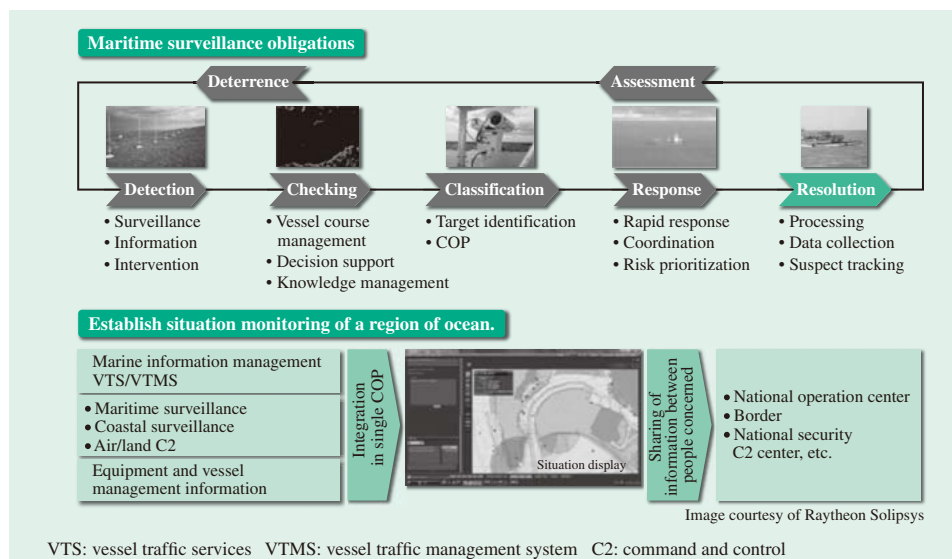 Maritime surveillance obligations
Deterrence
Assessment
Detection
Checking
Classification
Response
Resolution
• Surveillance
• Information
• Intervention
• Vessel course
management
• Decision support
• Knowledge management
• Target identification
• COP
• Rapid response
• Coordination
• Risk prioritization
• Processing
• Data collection
• Suspect tracking
Establish situation monitoring of a region of ocean.
Marine information management
VTS/VTMS
• Maritime surveillance
• Coastal surveillance
• Air/land C2
Equipment and vessel
management information
Integration
in single COP
Situation display
Sharing of
information between
people concerned
• National operation center
• Border
• National security
C2 center, etc.
Image courtesy of Raytheon Solipsys
VTS: vessel traffic services VTMS: vessel traffic management system C2: command and control